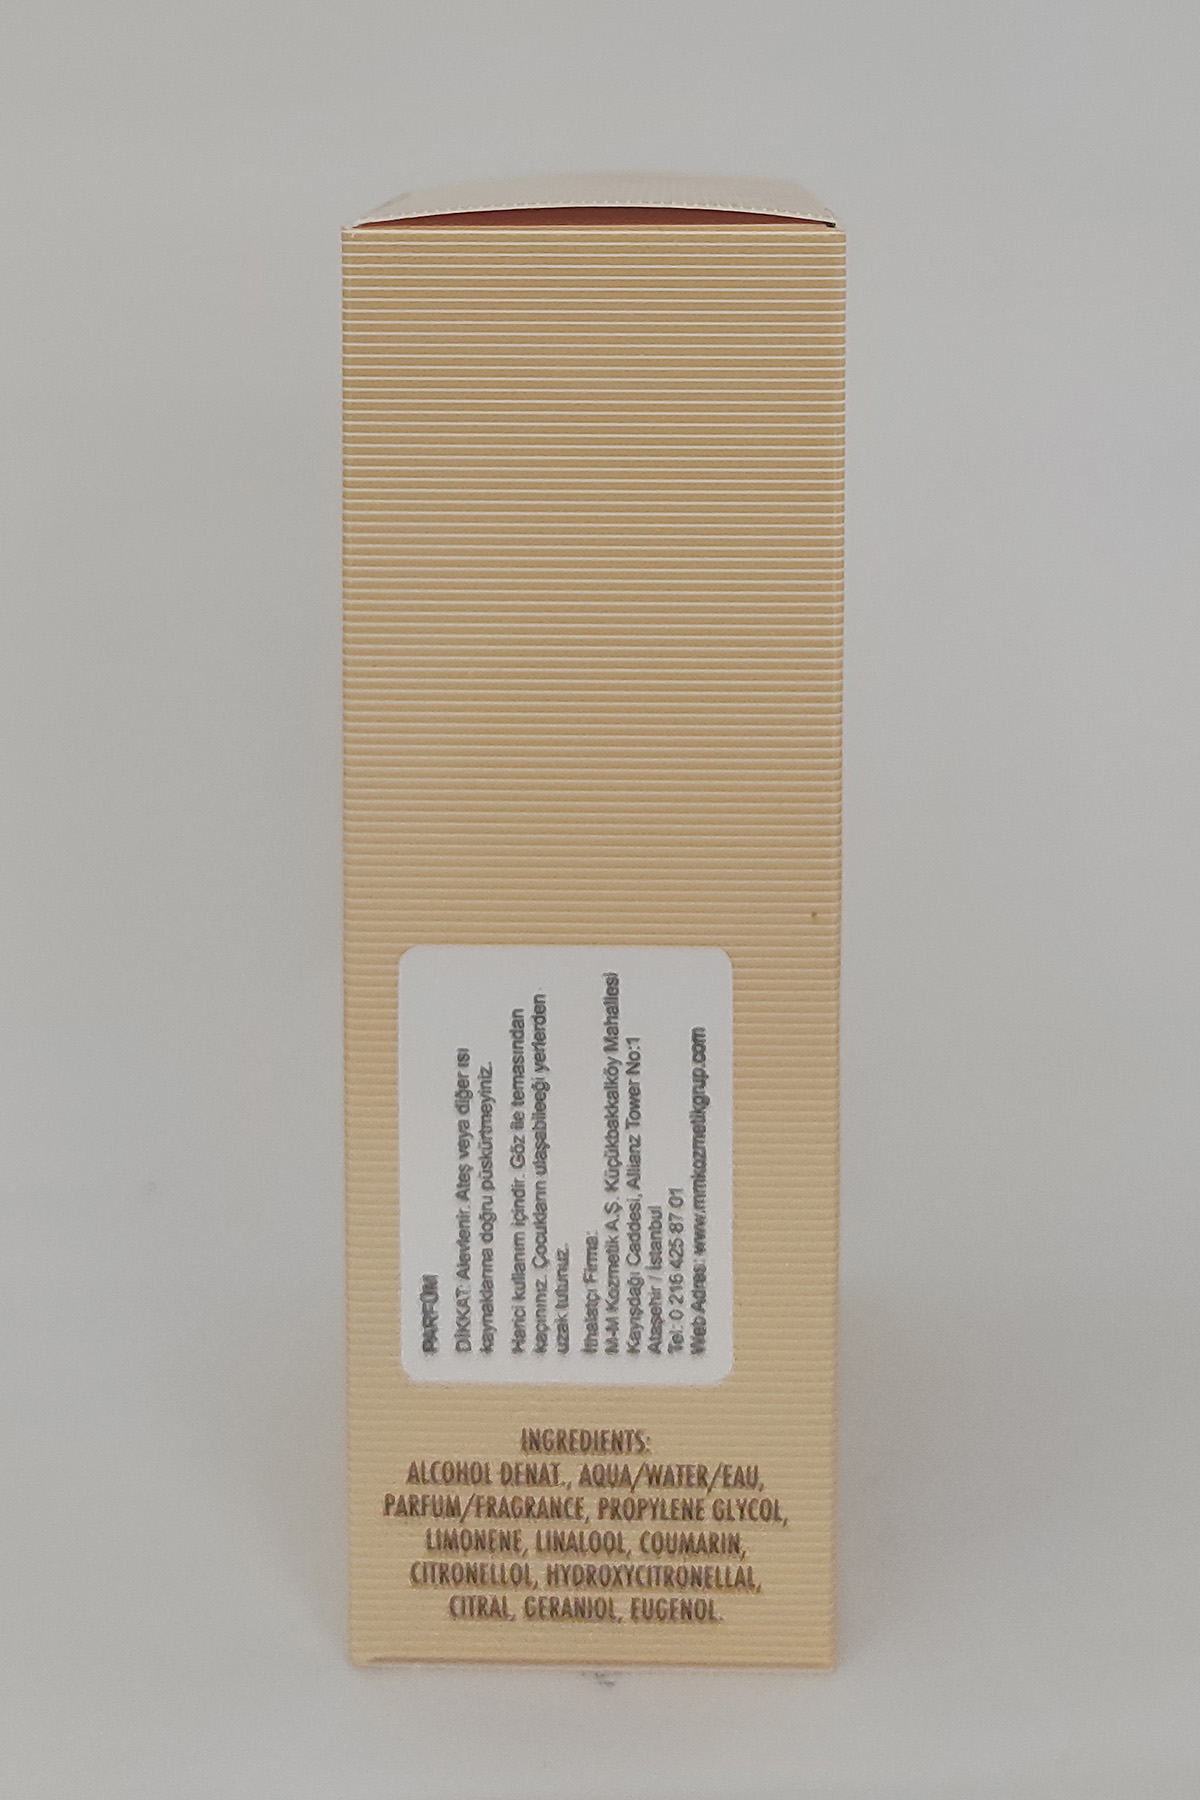 PARFÜM
DİKKAT: Alevlenir. Ateş veya diğer ısı
kaynaklarına doğru püskürtmeyiniz.
Harici kullanım içindir. Göz ile temasından
kaçınınız. Çocukların ulaşabileeği yerlerden
uzak tutunuz.
İthalatçı Firma:
M-M Kozmetik A.Ş. Küçükbakkalköy Mahallesi
Kayışdağı Caddesi, Allianz Tower No:1
Ataşehir / İstanbul
Tel: 0 216 425 87 01
Web Adres: www.mmkozmetikgrup.com
INGREDIENTS:
ALCOHOL DENAT., AQUA/WATER/EAU,
PARFUM/FRAGRANCE, PROPYLENE GLYCOL,
LIMONENE, LINALOOL, COUMARIN,
CITRONELLOL, HYDROXYCITRONELLAL,
CITRAL, GERANIOL, EUGENOL.